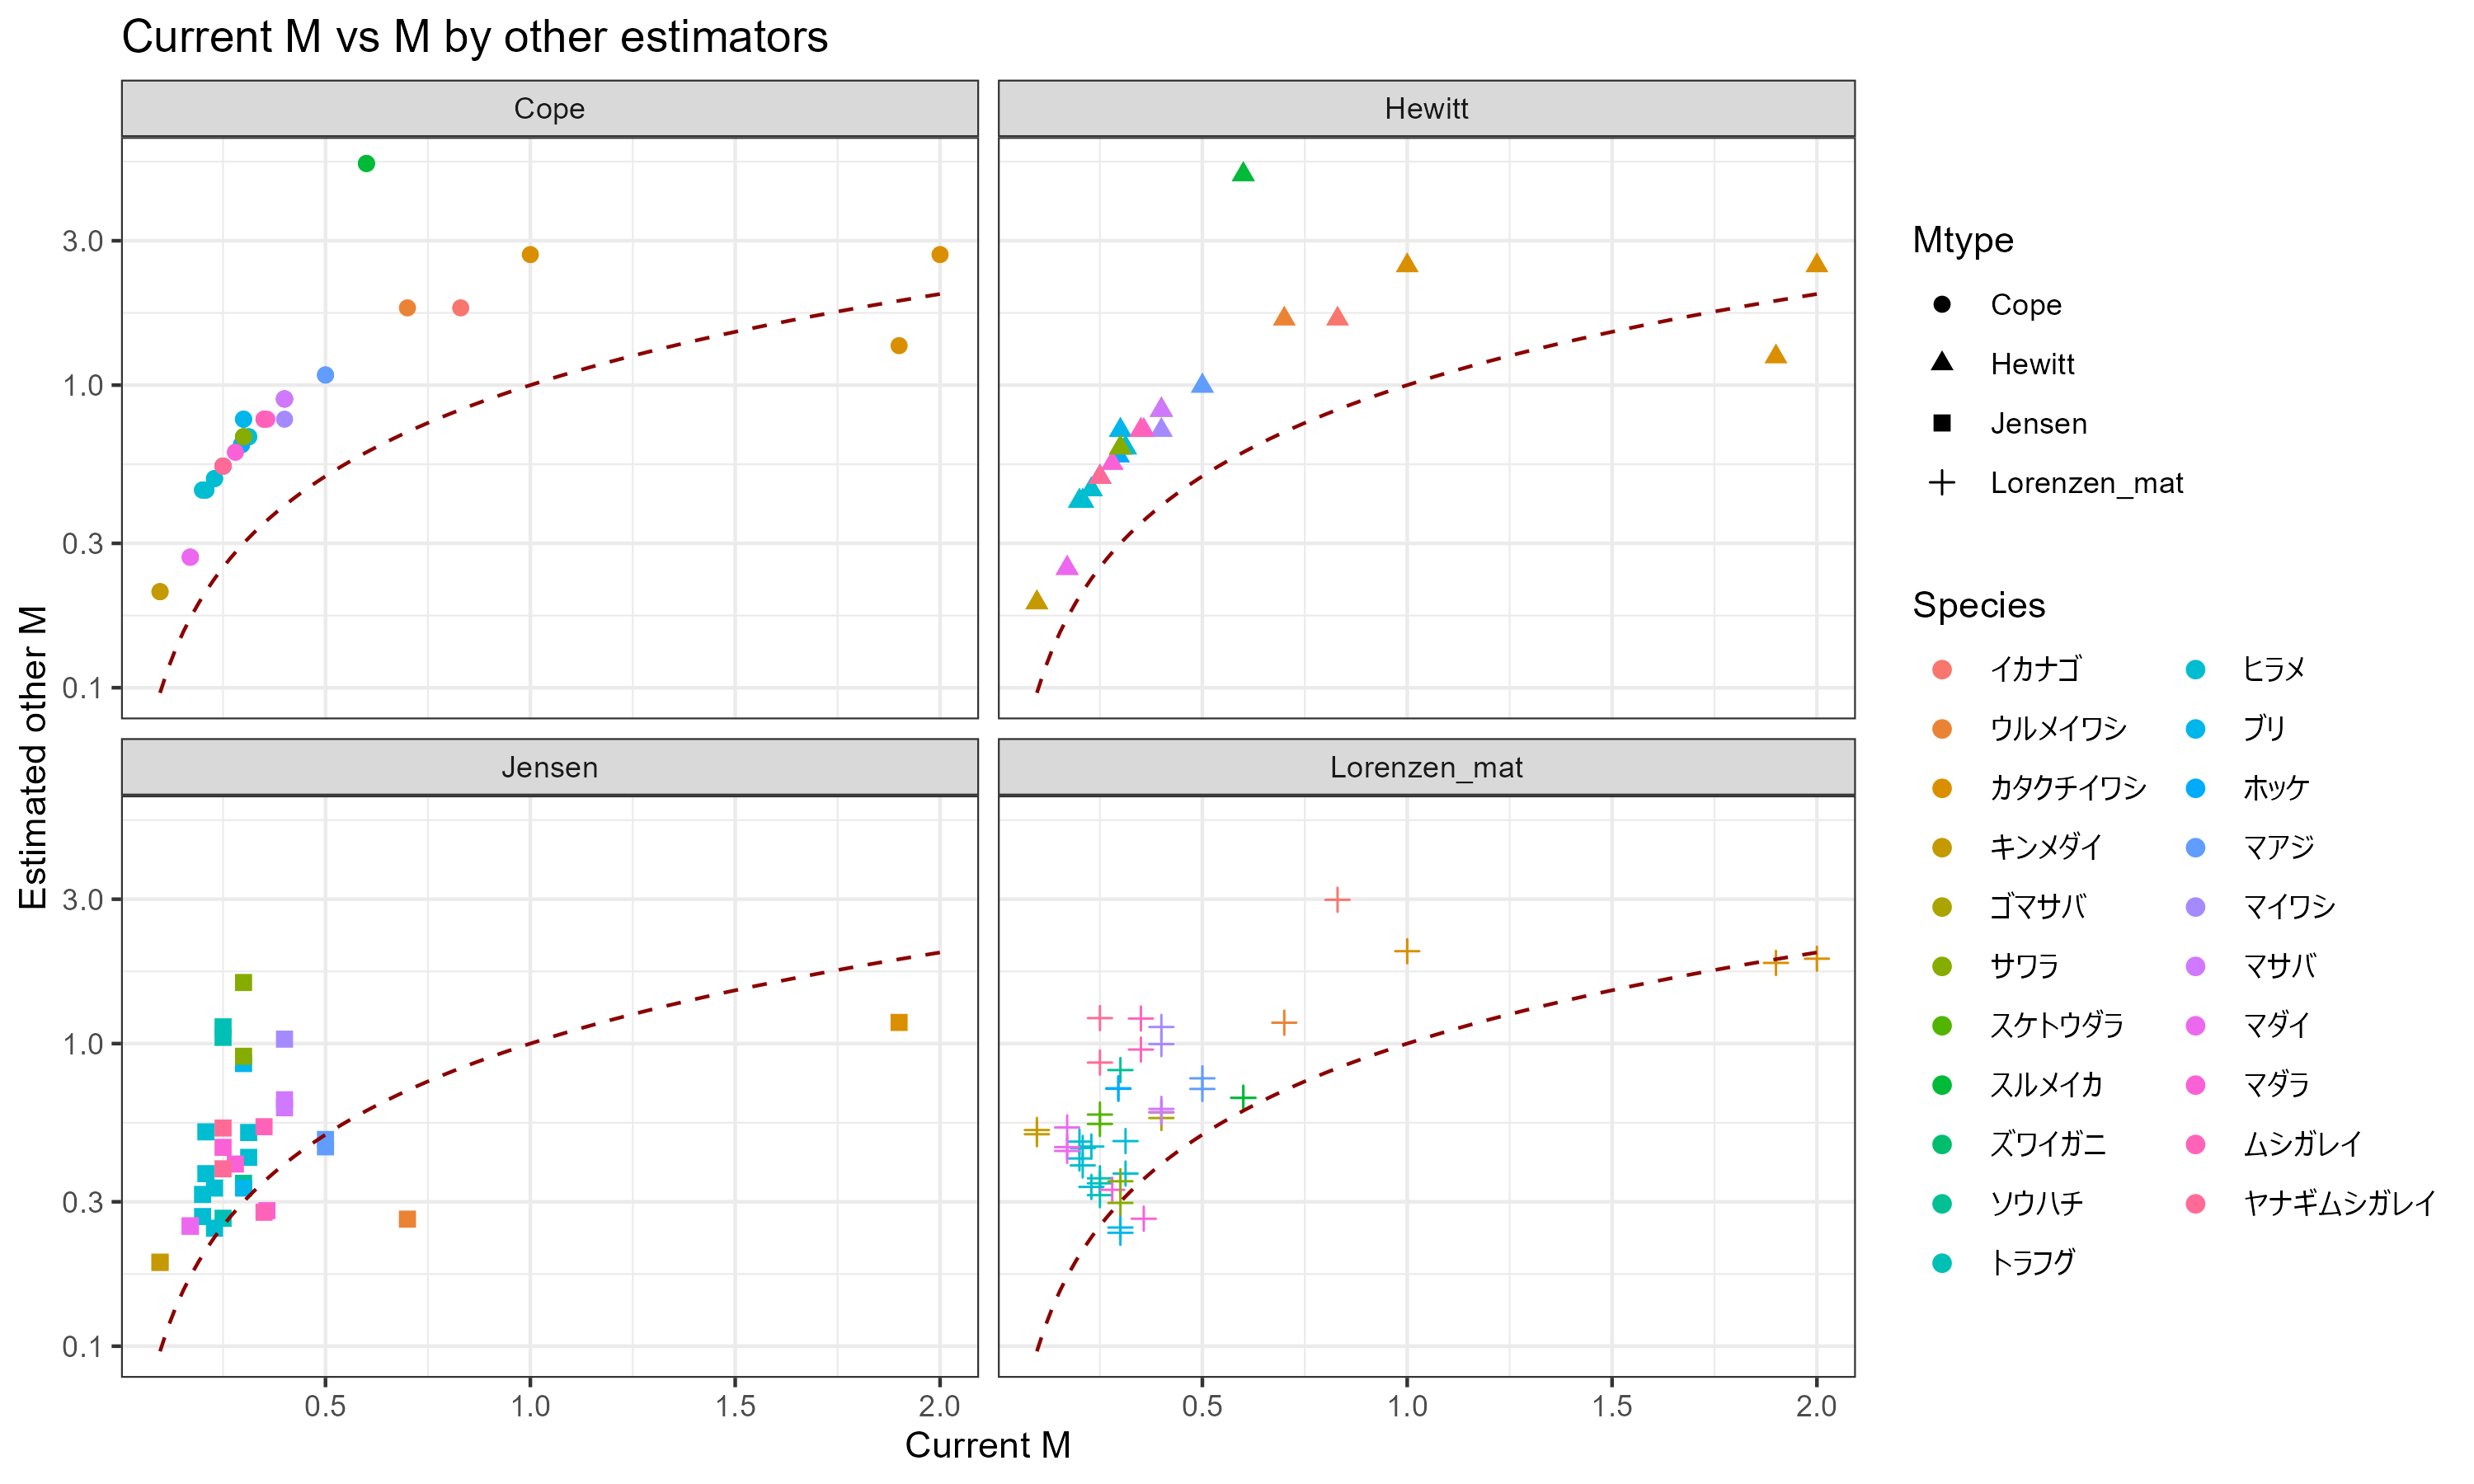 Current M vs M by other estimators
Cope
Hewitt
3.0
1.0
0.3
0.1
Jensen
Lorenzen_mat
3.0
1.0
0.3
0.1
0.5
1.0
1.5
2.0
0.5
1.0
1.5
2.0
Current M
Estimated other M
Mtype
Cope
Hewitt
Jensen
Lorenzen_mat
Species
イカナゴ
ウルメイワシ
カタクチイワシ
キンメダイ
ゴマサバ
サワラ
スケトウダラ
スルメイカ
ズワイガニ
ソウハチ
トラフグ
ヒラメ
ブリ
ホッケ
マアジ
マイワシ
マサバ
マダイ
マダラ
ムシガレイ
ヤナギムシガレイ